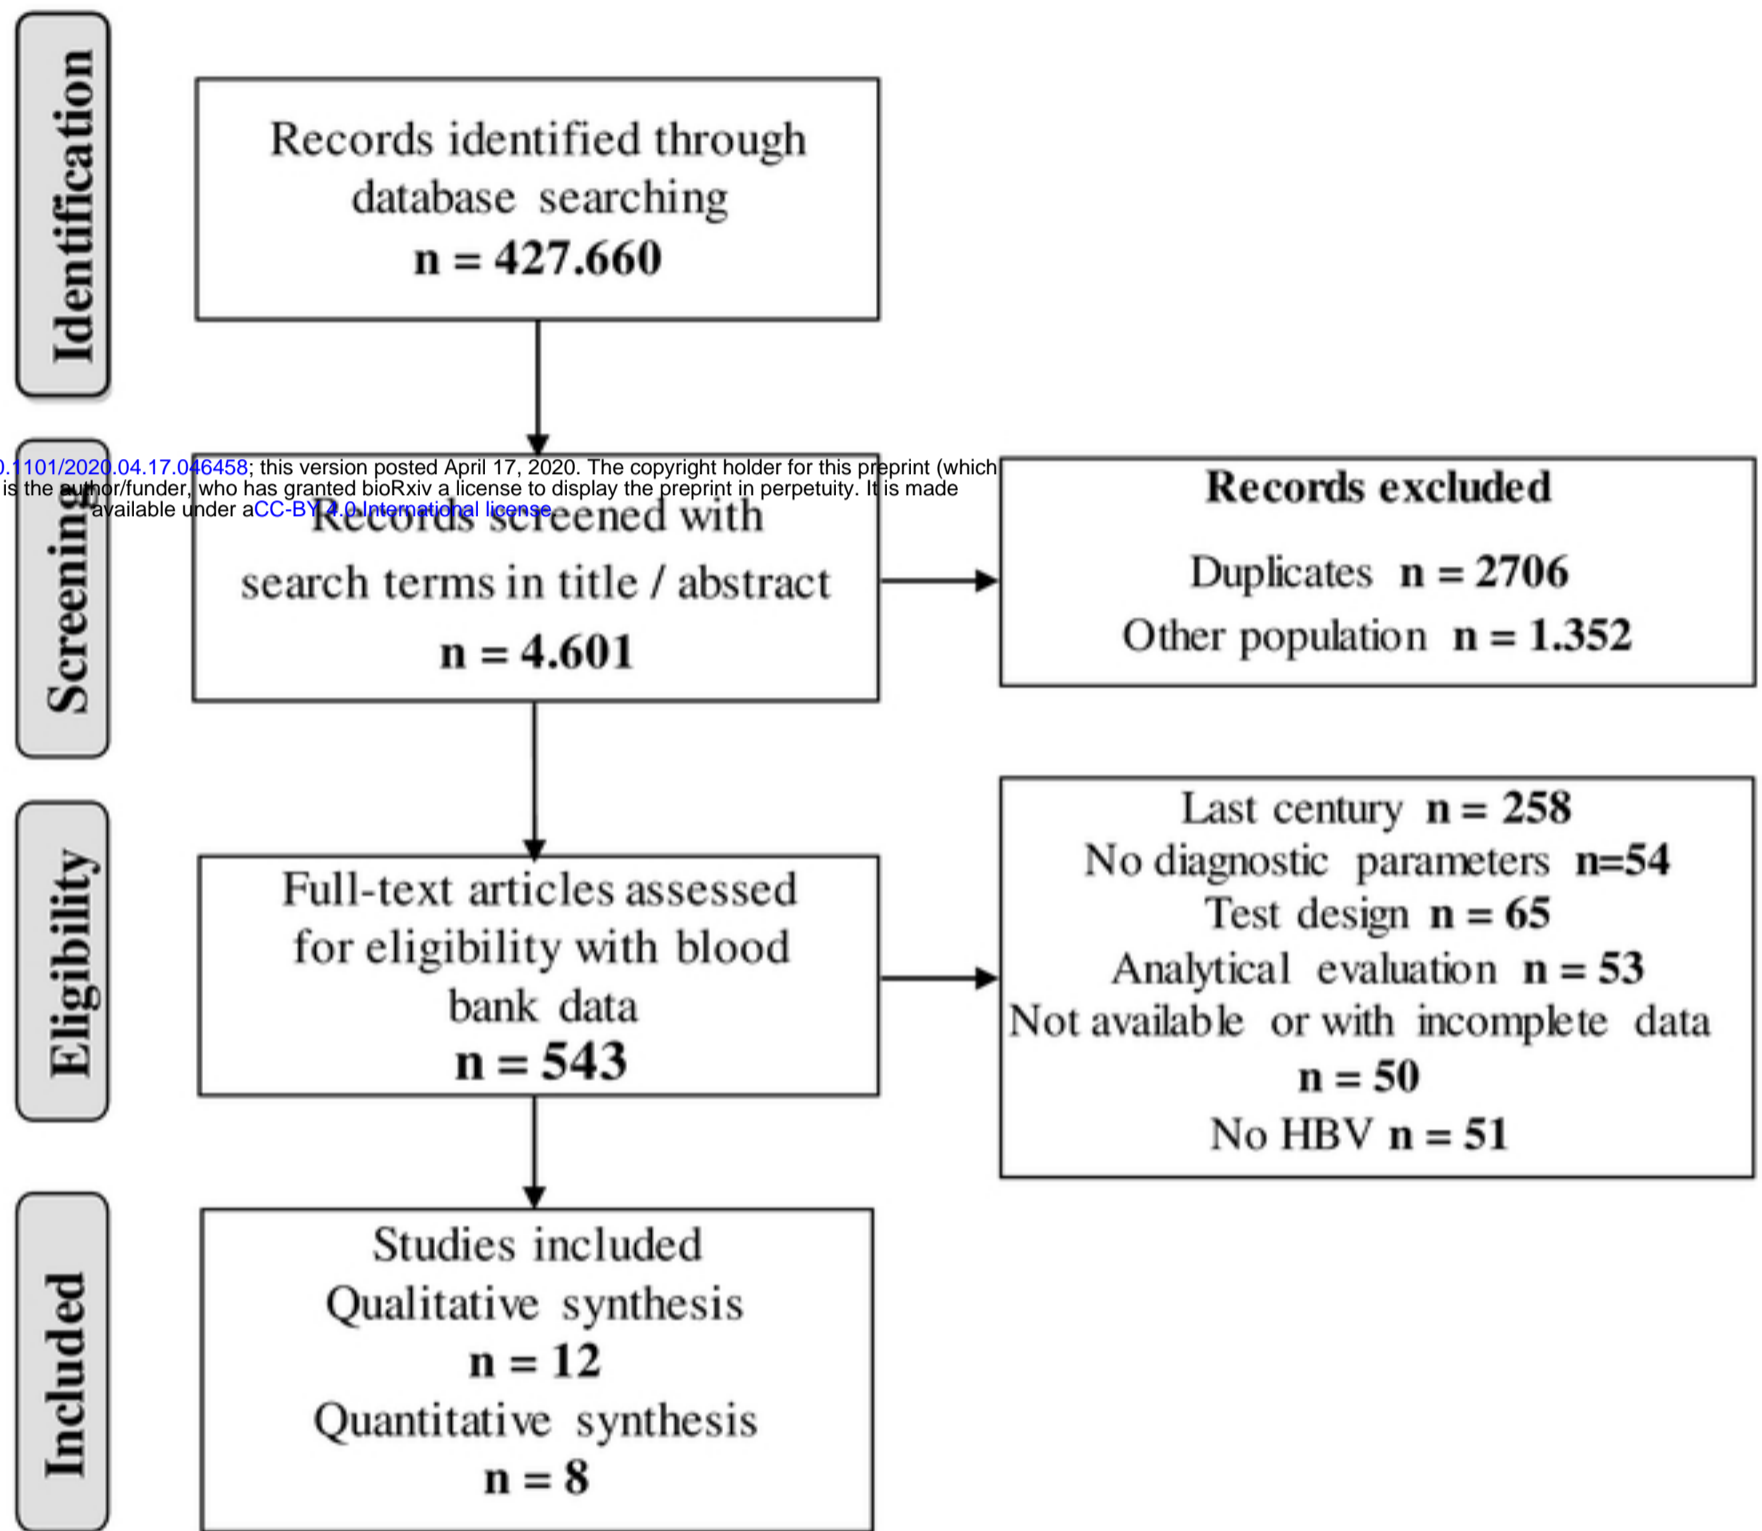 Identification
Records identified through
database searching
n = 427.660
0.1101/2020.04.17.046458; this version posted April 17, 2020. The copyright holder for this preprint (which
is the author/funder, who has granted bioRxiv a license to display the preprint in perpetuity. It is made
available under aCC-BY 4.0 International license.
Screening
Records screened with
search terms in title / abstract
n = 4.601
Records excluded
Duplicates n = 2706
Other population n = 1.352
Eligibility
Full-text articles assessed
for eligibility with blood
bank data
n = 543
Last century n = 258
No diagnostic parameters n=54
Test design n = 65
Analytical evaluation n = 53
Not available or with incomplete data
n = 50
No HBV n = 51
Included
Studies included
Qualitative synthesis
n = 12
Quantitative synthesis
n = 8